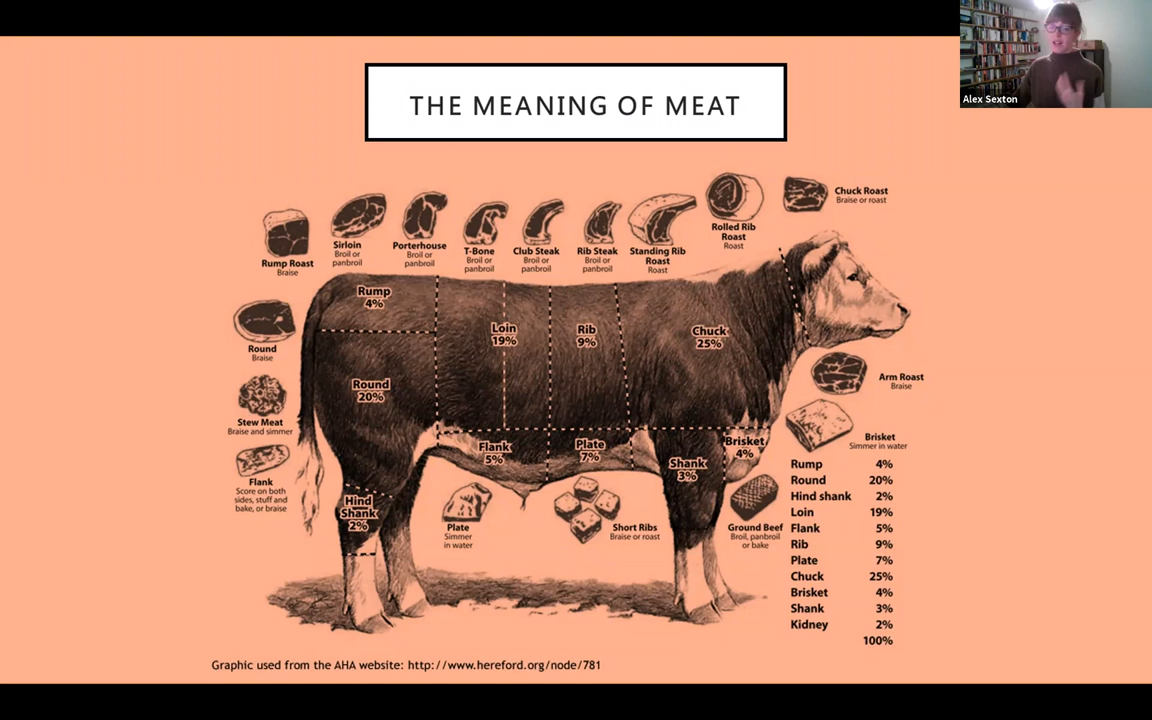 Alex Sexton
THE MEANING OF MEAT
Chuck Roast
Braise or roast
Rolled Rib
Roast
Roast
Standing Rib
Roast
Roast
Rib Steak
Broil or
panbroil
Club Steak
Broil or
panbroil
T-Bone
Broil or
panbroil
Porterhouse
Broil or
panbroil
Sirloin
Broil or
panbroil
Rump Roast
Braise
Rump
4%
Loin
19%
Rib
9%
Chuck
25%
Round
Braise
Round
20%
Arm Roast
Braise
Stew Meat
Braise and simmer
Flank
5%
Plate
7%
Brisket
4%
Shank
3%
Brisket
Simmer in water
Flank
Score on both
sides, stuff and
bake, or braise
Hind
Shank
2%
Plate
Simmer
in water
Short Ribs
Braise or roast
Ground Beef
Broil, panbroil
or bake
Rump 4%
Round 20%
Hind shank 2%
Loin 19%
Flank 5%
Rib 9%
Plate 7%
Chuck 25%
Brisket 4%
Shank 3%
Kidney 2%
100%
Graphic used from the AHA website: http://www.hereford.org/node/781